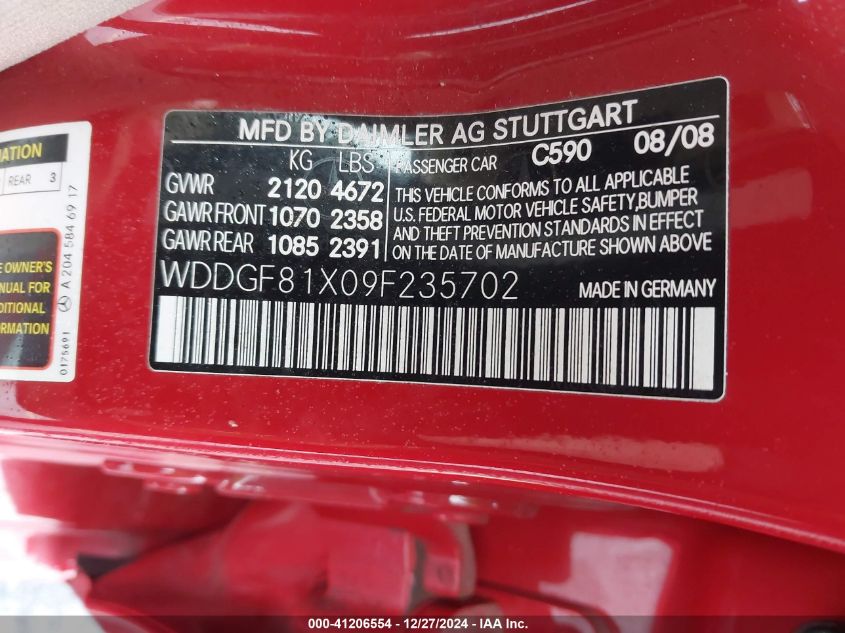 MFD BY DAIMLER AG STUTTGART
KG LBS PASSENGER CAR C590 08/08
GVWR 2120 4672
GAWR FRONT 1070 2358
GAWR REAR 1085 2391
THIS VEHICLE CONFORMS TO ALL APPLICABLE
U.S. FEDERAL MOTOR VEHICLE SAFETY,BUMPER
AND THEFT PREVENTION STANDARDS IN EFFECT
ON THE DATE OF MANUFACTURE SHOWN ABOVE
WDDGF81X09F235702 MADE IN GERMANY
MATION
REAR 3
E OWNER'S
ANUAL FOR
DITIONAL
ORMATION
A 204 584 69 17
0175691
000-41206554 - 12/27/2024 - IAA Inc.